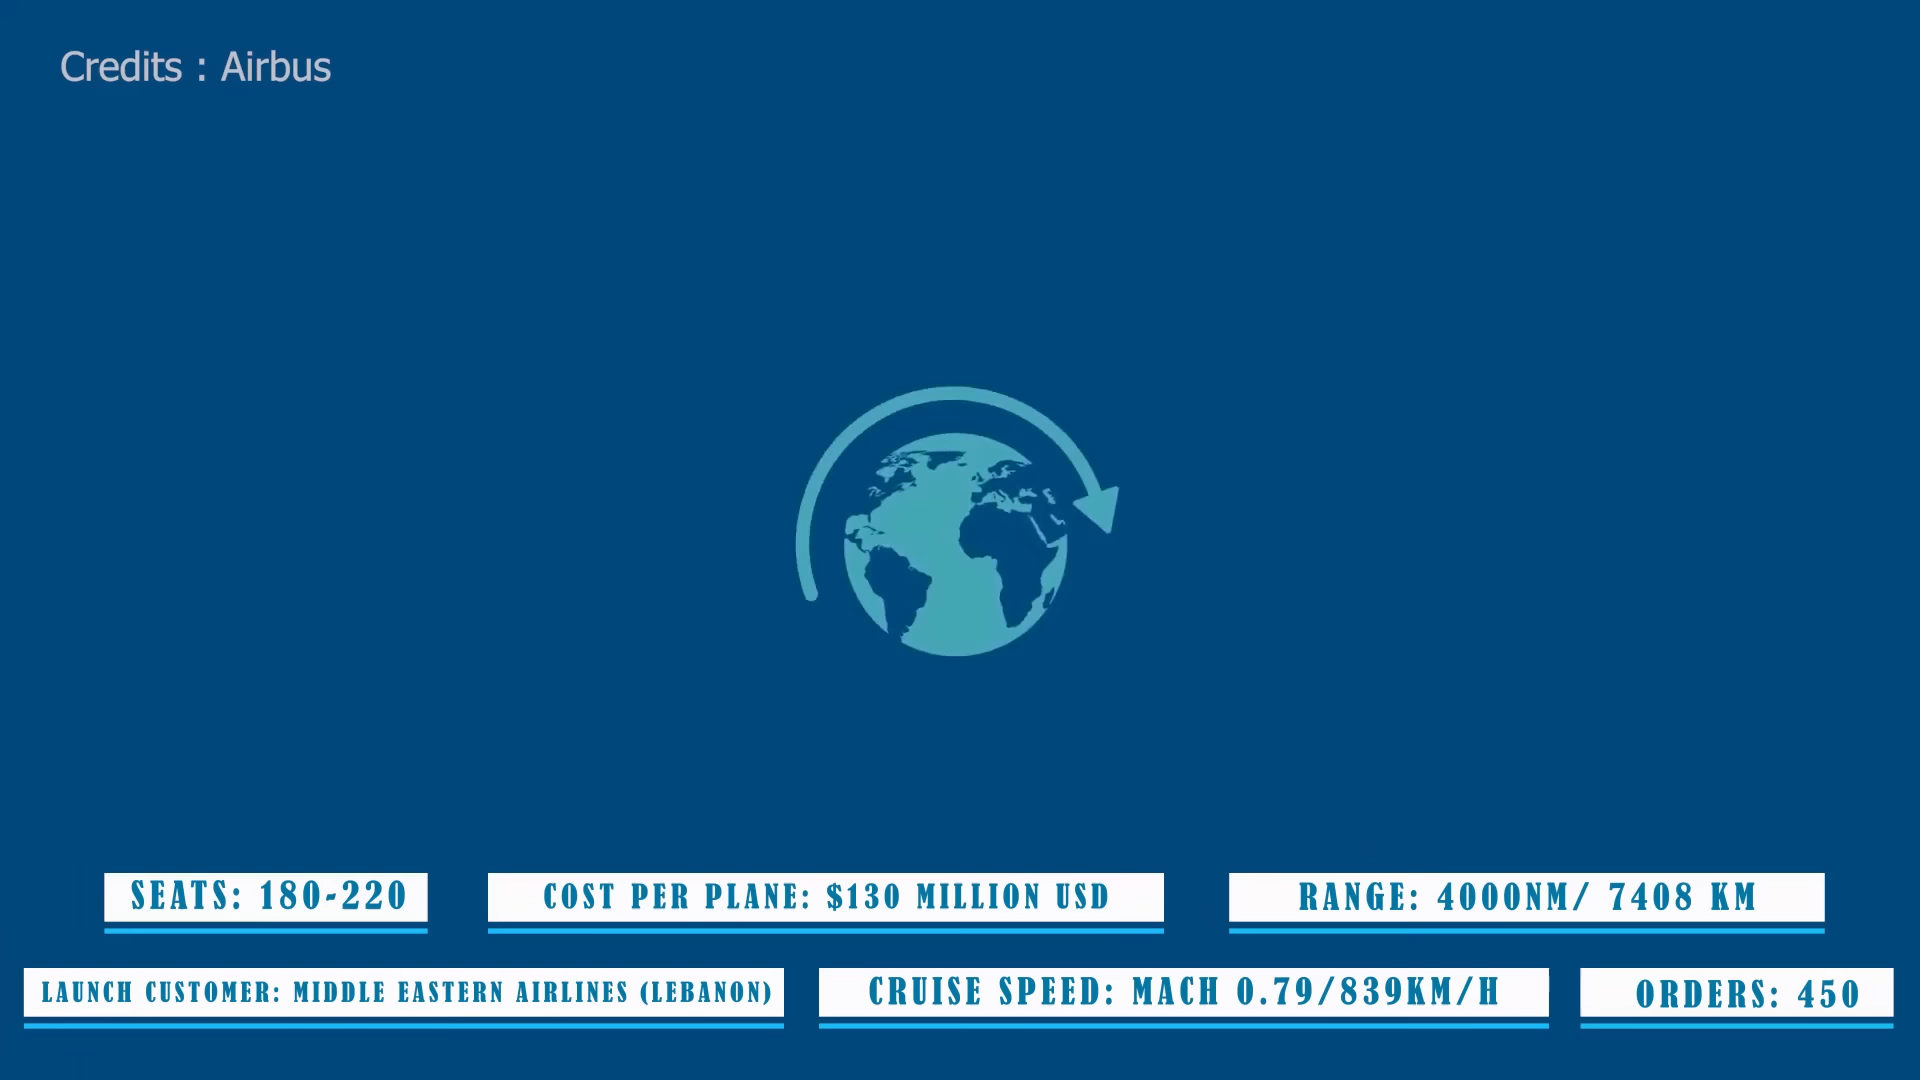 Credits : Airbus
SEATS: 180-220
COST PER PLANE: $130 MILLION USD
RANGE: 4000NM/ 7408 KM
LAUNCH CUSTOMER: MIDDLE EASTERN AIRLINES (LEBANON)
CRUISE SPEED: MACH 0.79/839KM/H
ORDERS: 450